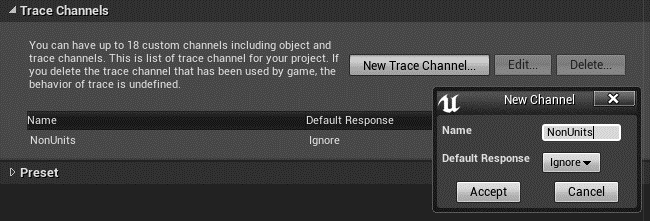 Trace Channels
You can have up to 18 custom channels including object and
trace channels. This is list of trace channel for your project. If
you delete the trace channel that has been used by game, the
behavior of trace is undefined.
New Trace Channel...
Edit...
Delete...
Name
Default Response
NonUnits
Ignore
Preset
New Channel
Name
NonUnits
Default Response
Ignore
Accept
Cancel